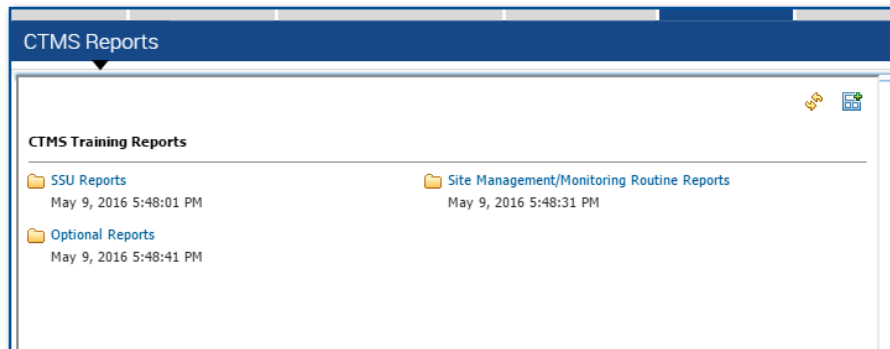 CTMS Reports
CTMS Training Reports
SSU Reports
May 9, 2016 5:48:01 PM
Site Management/Monitoring Routine Reports
May 9, 2016 5:48:31 PM
Optional Reports
May 9, 2016 5:48:41 PM